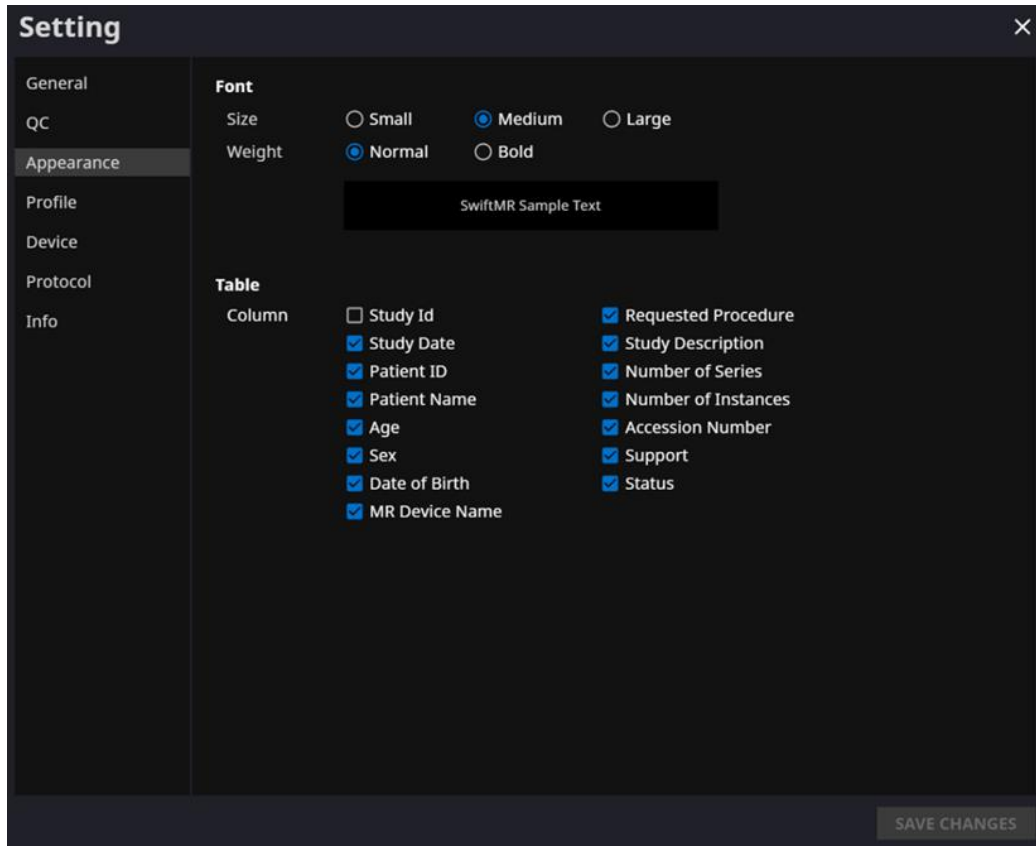 Setting
General
QC
Appearance
Profile
Device
Protocol
Info
Font
Size
Small
Medium
Large
Weight
Normal
Bold
SwiftMR Sample Text
Table
Column
Study Id
Study Date
Patient ID
Patient Name
Age
Sex
Date of Birth
MR Device Name
Requested Procedure
Study Description
Number of Series
Number of Instances
Accession Number
Support
Status
SAVE CHANGES